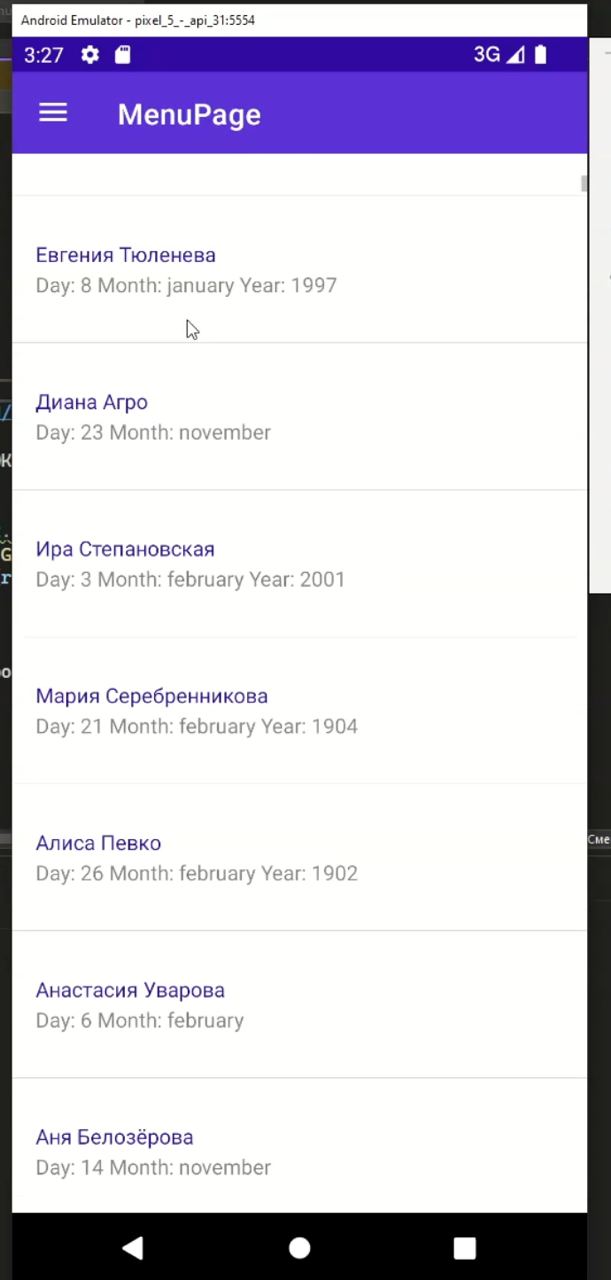 Android Emulator - pixel_5_-_api_31:5554
3:27
3G
MenuPage
Евгения Тюленева
Day: 8 Month: january Year: 1997
Диана Агро
Day: 23 Month: november
Ира Степановская
Day: 3 Month: february Year: 2001
Мария Серебренникова
Day: 21 Month: february Year: 1904
Алиса Певко
Day: 26 Month: february Year: 1902
Анастасия Уварова
Day: 6 Month: february
Аня Белозёрова
Day: 14 Month: november